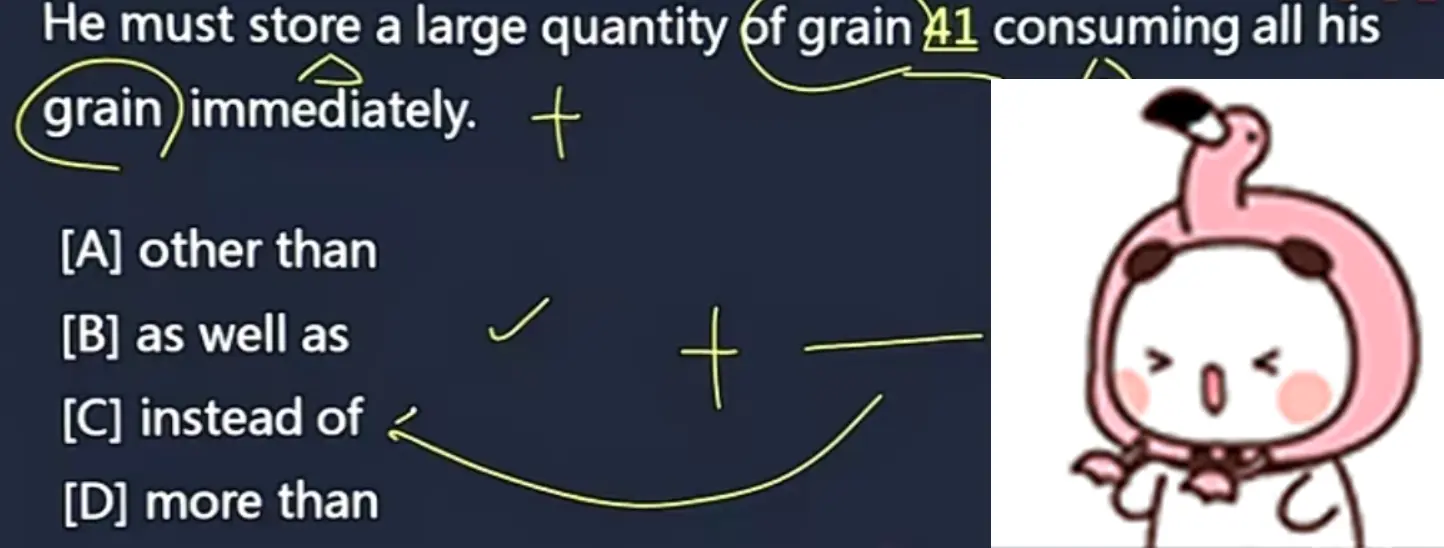 He must store a large quantity of grain 41 consuming all his
grain immediately.
[A] other than
[B] as well as
[C] instead of
[D] more than